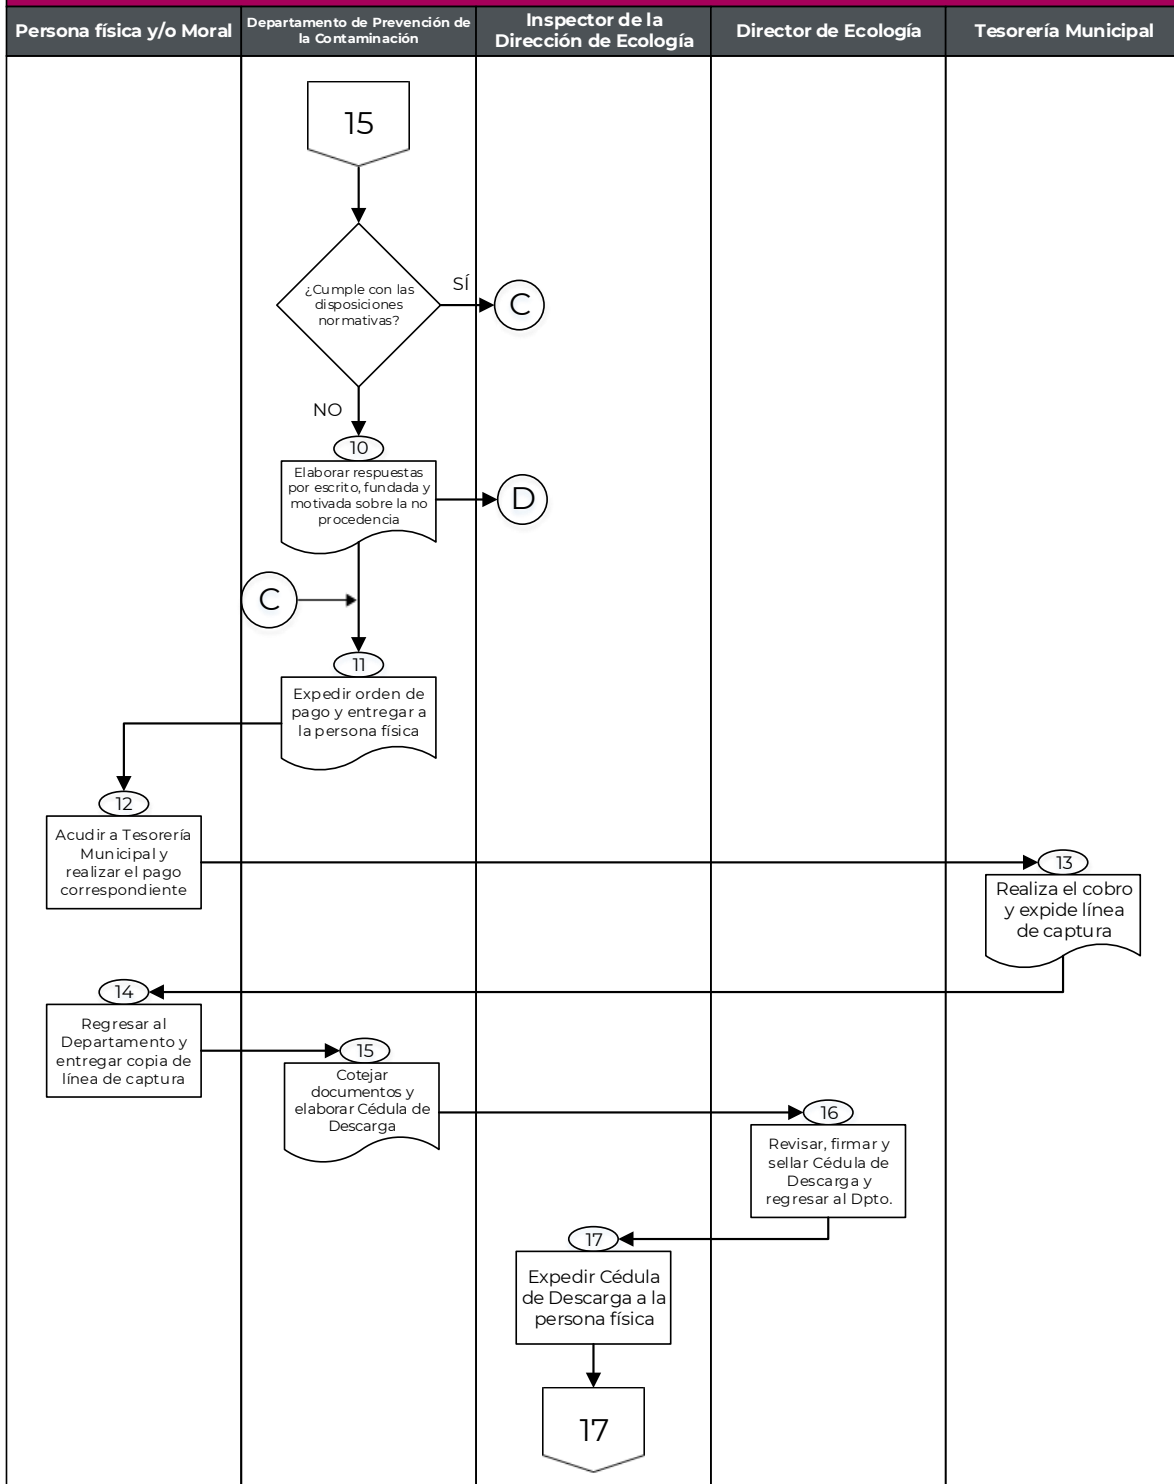 Persona física y/o Moral
Departamento de Prevención de
la Contaminación
Inspector de la
Dirección de Ecología
Director de Ecología
Tesorería Municipal
15
¿Cumple con las
disposiciones
normativas?
SÍ
C
NO
10
Elaborar respuestas
por escrito, fundada y
motivada sobre la no
procedencia
D
C
11
Expedir orden de
pago y entregar a
la persona física
12
Acudir a Tesorería
Municipal y
realizar el pago
correspondiente
13
Realiza el cobro
y expide línea
de captura
14
Regresar al
Departamento y
entregar copia de
línea de captura
15
Cotejar
documentos y
elaborar Cédula de
Descarga
16
Revisar, firmar y
sellar Cédula de
Descarga y
regresar al Dpto.
17
Expedir Cédula
de Descarga a la
persona física
17